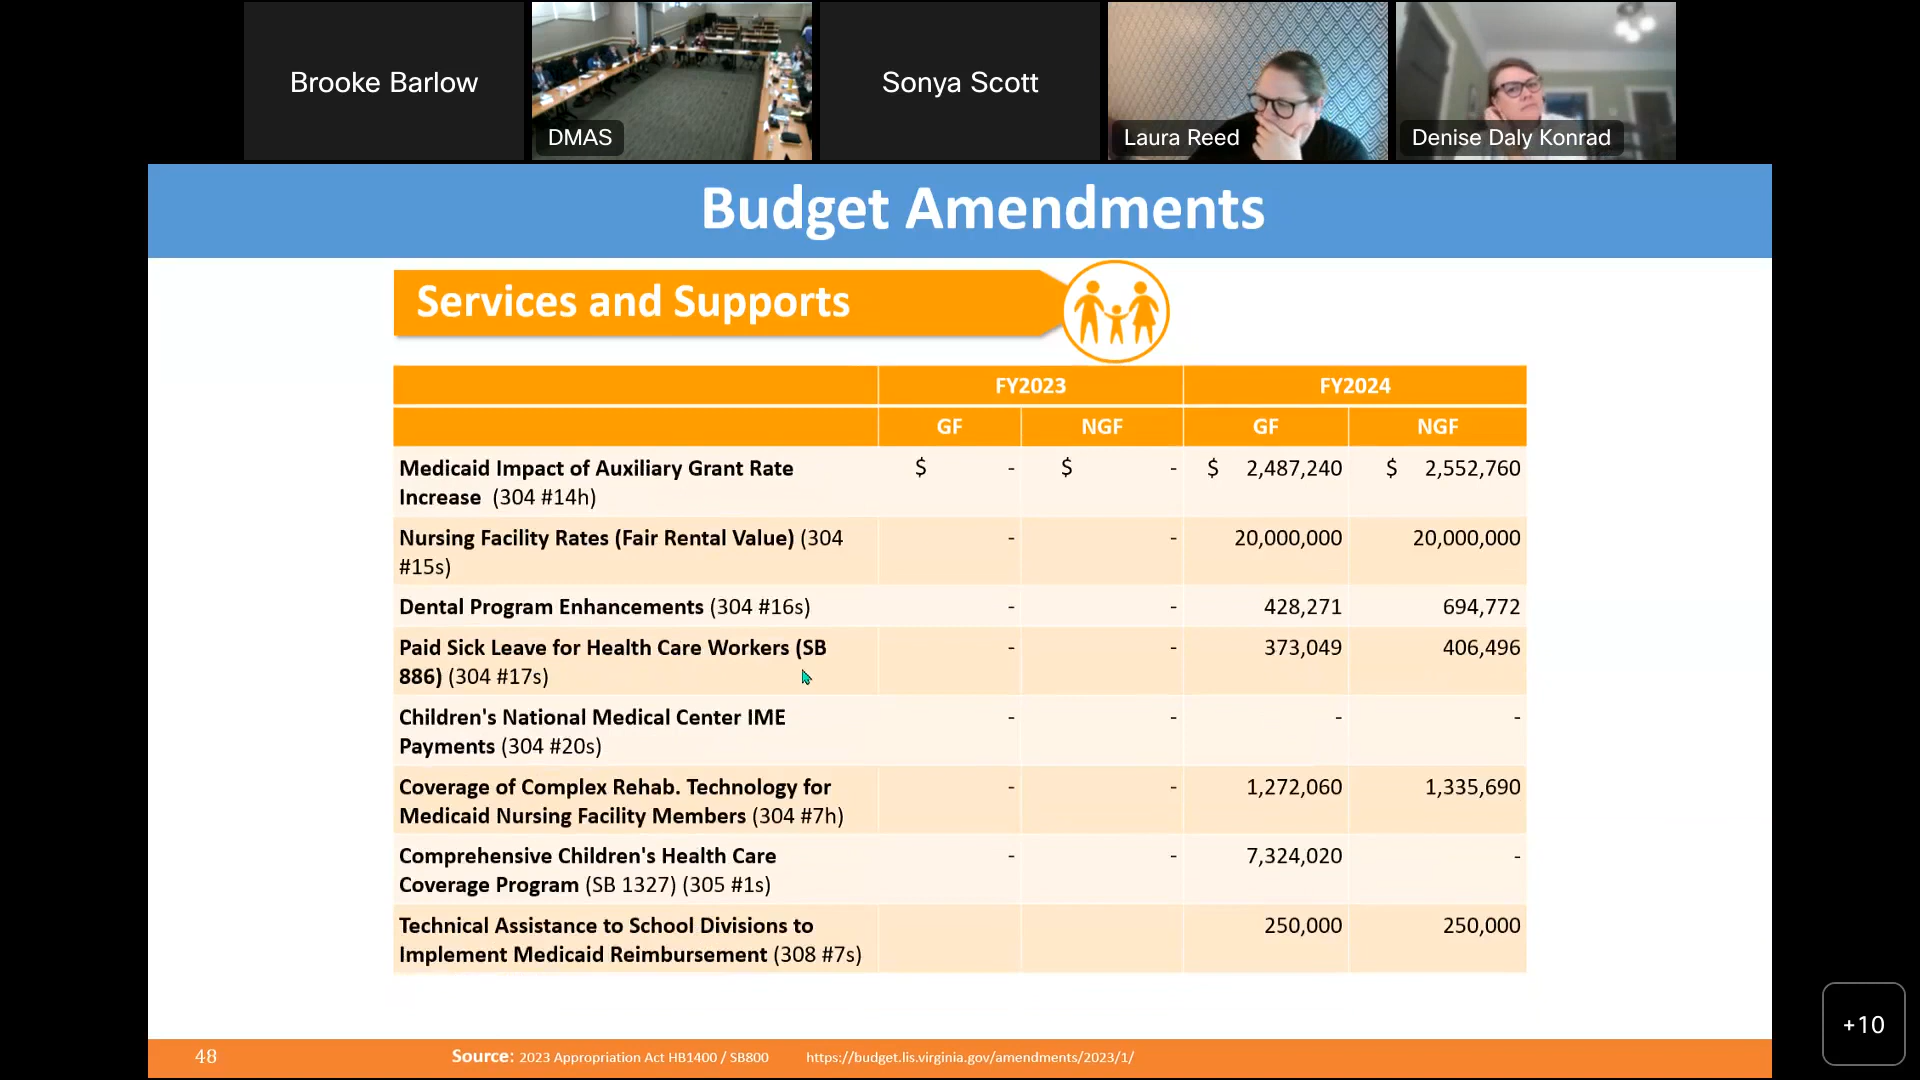 Brooke Barlow
DMAS
Sonya Scott
Laura Reed
Denise Daly Konrad
Budget Amendments
Services and Supports
FY2023 FY2024
GF NGF GF NGF
Medicaid Impact of Auxiliary Grant Rate
Increase (304 #14h)
$ - $ - $ 2,487,240 $ 2,552,760
Nursing Facility Rates (Fair Rental Value) (304
#15s)
- - 20,000,000 20,000,000
Dental Program Enhancements (304 #16s) - - 428,271 694,772
Paid Sick Leave for Health Care Workers (SB
886) (304 #17s)
- - 373,049 406,496
Children's National Medical Center IME
Payments (304 #20s)
- - - -
Coverage of Complex Rehab. Technology for
Medicaid Nursing Facility Members (304 #7h)
- - 1,272,060 1,335,690
Comprehensive Children's Health Care
Coverage Program (SB 1327) (305 #1s)
- - 7,324,020 -
Technical Assistance to School Divisions to
Implement Medicaid Reimbursement (308 #7s)
250,000 250,000
48 Source: 2023 Appropriation Act HB1400 / SB800 https://budget.lis.virginia.gov/amendments/2023/1/
+10